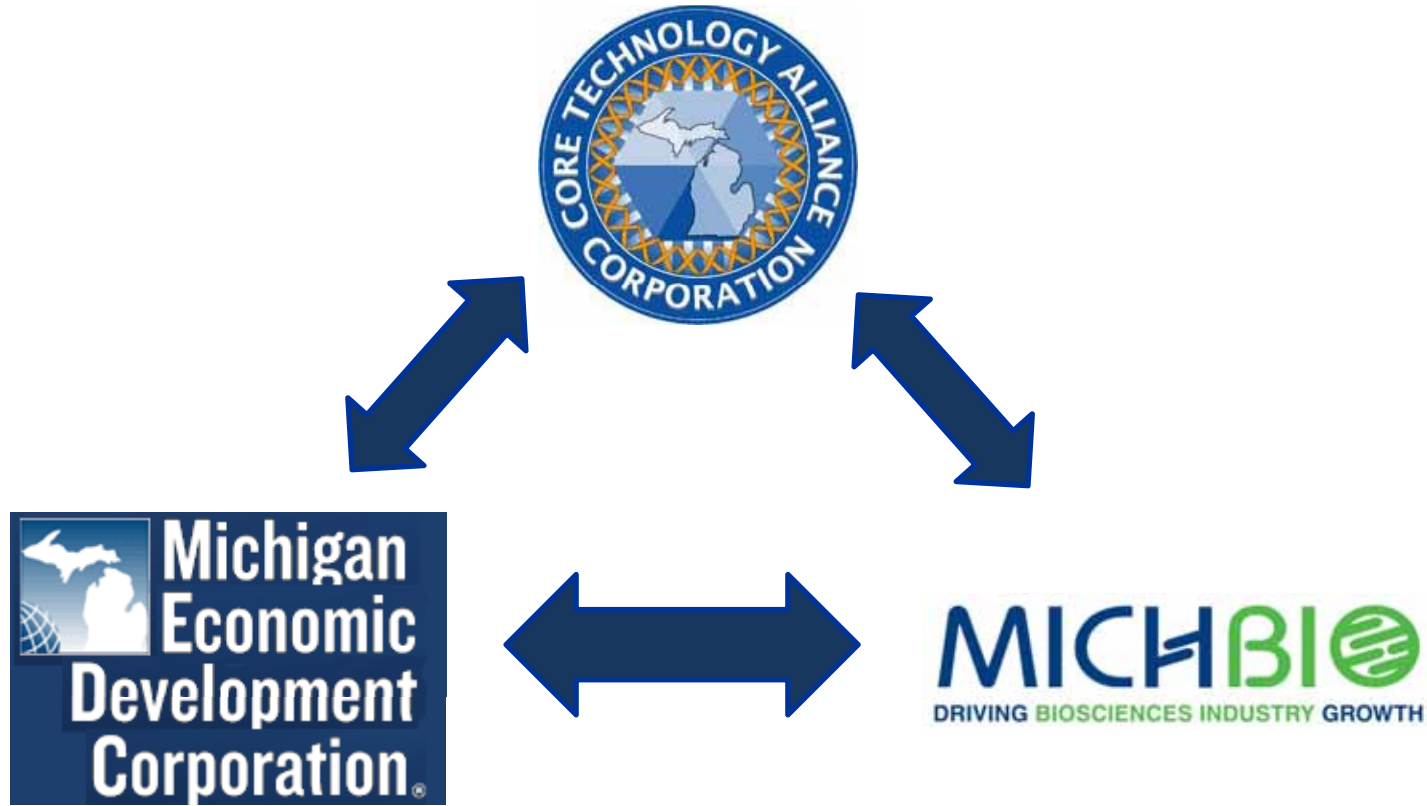 CORE TECHNOLOGY ALLIANCE
CORPORATION
Michigan
Economic
Development
Corporation®
MICHBIO
DRIVING BIOSCIENCES INDUSTRY GROWTH